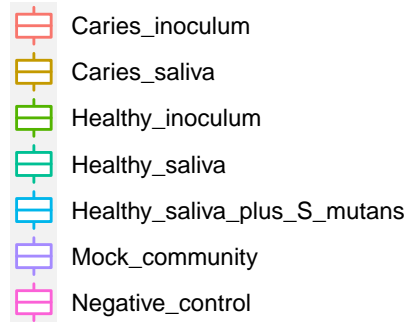 Caries_inoculum
Caries_saliva
Healthy_inoculum
Healthy_saliva
Healthy_saliva_plus_S_mutans
Mock_community
Negative_control